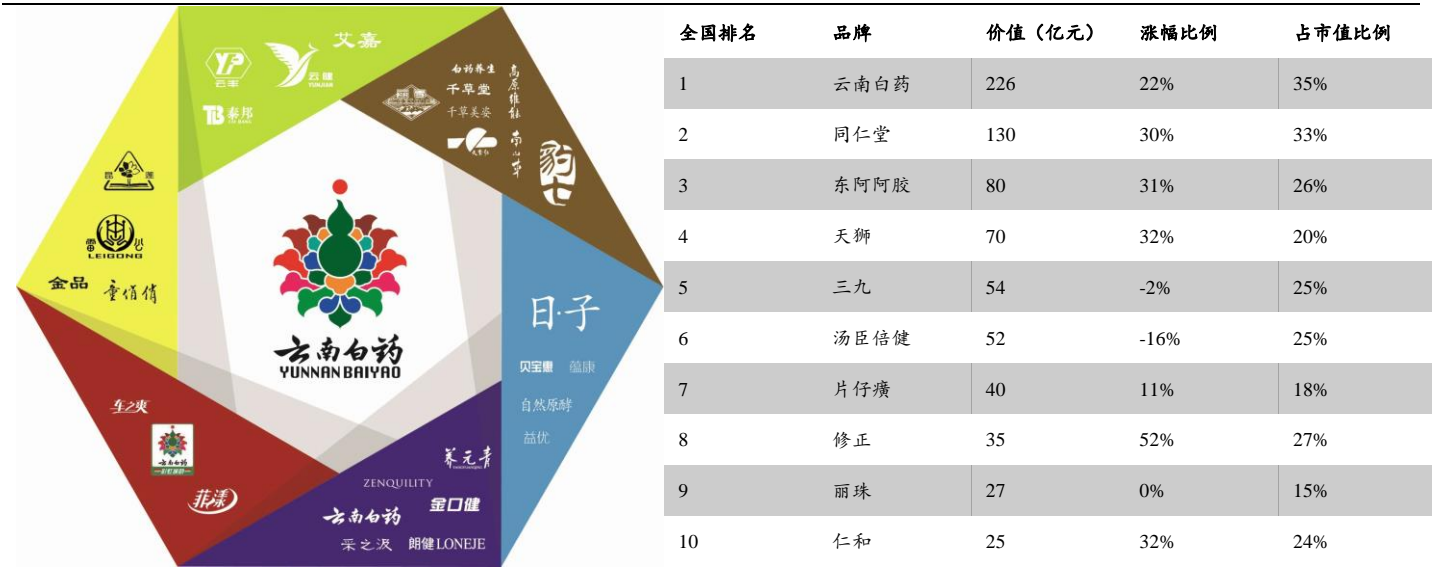 艾嘉
YP
云丰
云健
YUNJIAN
TB 泰邦
白药养生
千草堂
千草美姿
高原维能
豹七
昆莲
雷公
LEIGONG
金品
童俏俏
云南白药
YUNNAN BAIYAO
日·子
贝宝惠 蕴康
自然原酵
益优
车之爽
云南白药
菲漾
养元青
ZENQUILITY
云南白药 金口健
采之汲 朗健 LONEJE
全国排名 品牌 价值（亿元） 涨幅比例 占市值比例
1 云南白药 226 22% 35%
2 同仁堂 130 30% 33%
3 东阿阿胶 80 31% 26%
4 天狮 70 32% 20%
5 三九 54 -2% 25%
6 汤臣倍健 52 -16% 25%
7 片仔癀 40 11% 18%
8 修正 35 52% 27%
9 丽珠 27 0% 15%
10 仁和 25 32% 24%